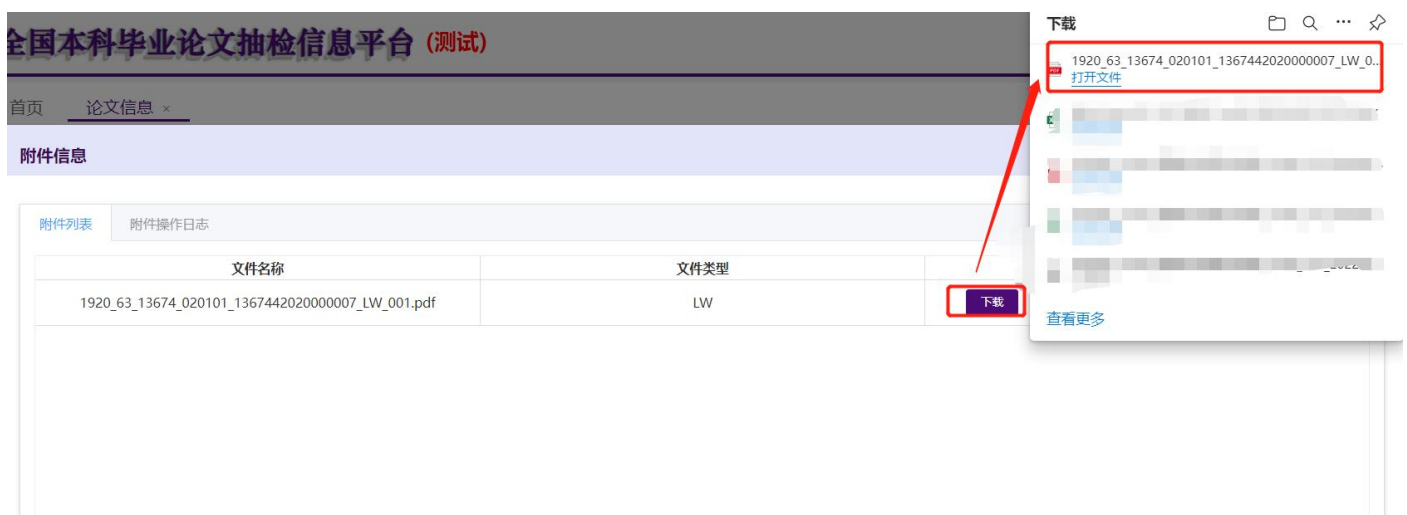 全国本科毕业论文抽检信息平台 (测试)
首页 论文信息 ×
附件信息
附件列表 附件操作日志
文件名称 文件类型
1920_63_13674_020101_1367442020000007_LW_001.pdf LW 下载
下载
1920_63_13674_020101_1367442020000007_LW_0...
打开文件
查看更多